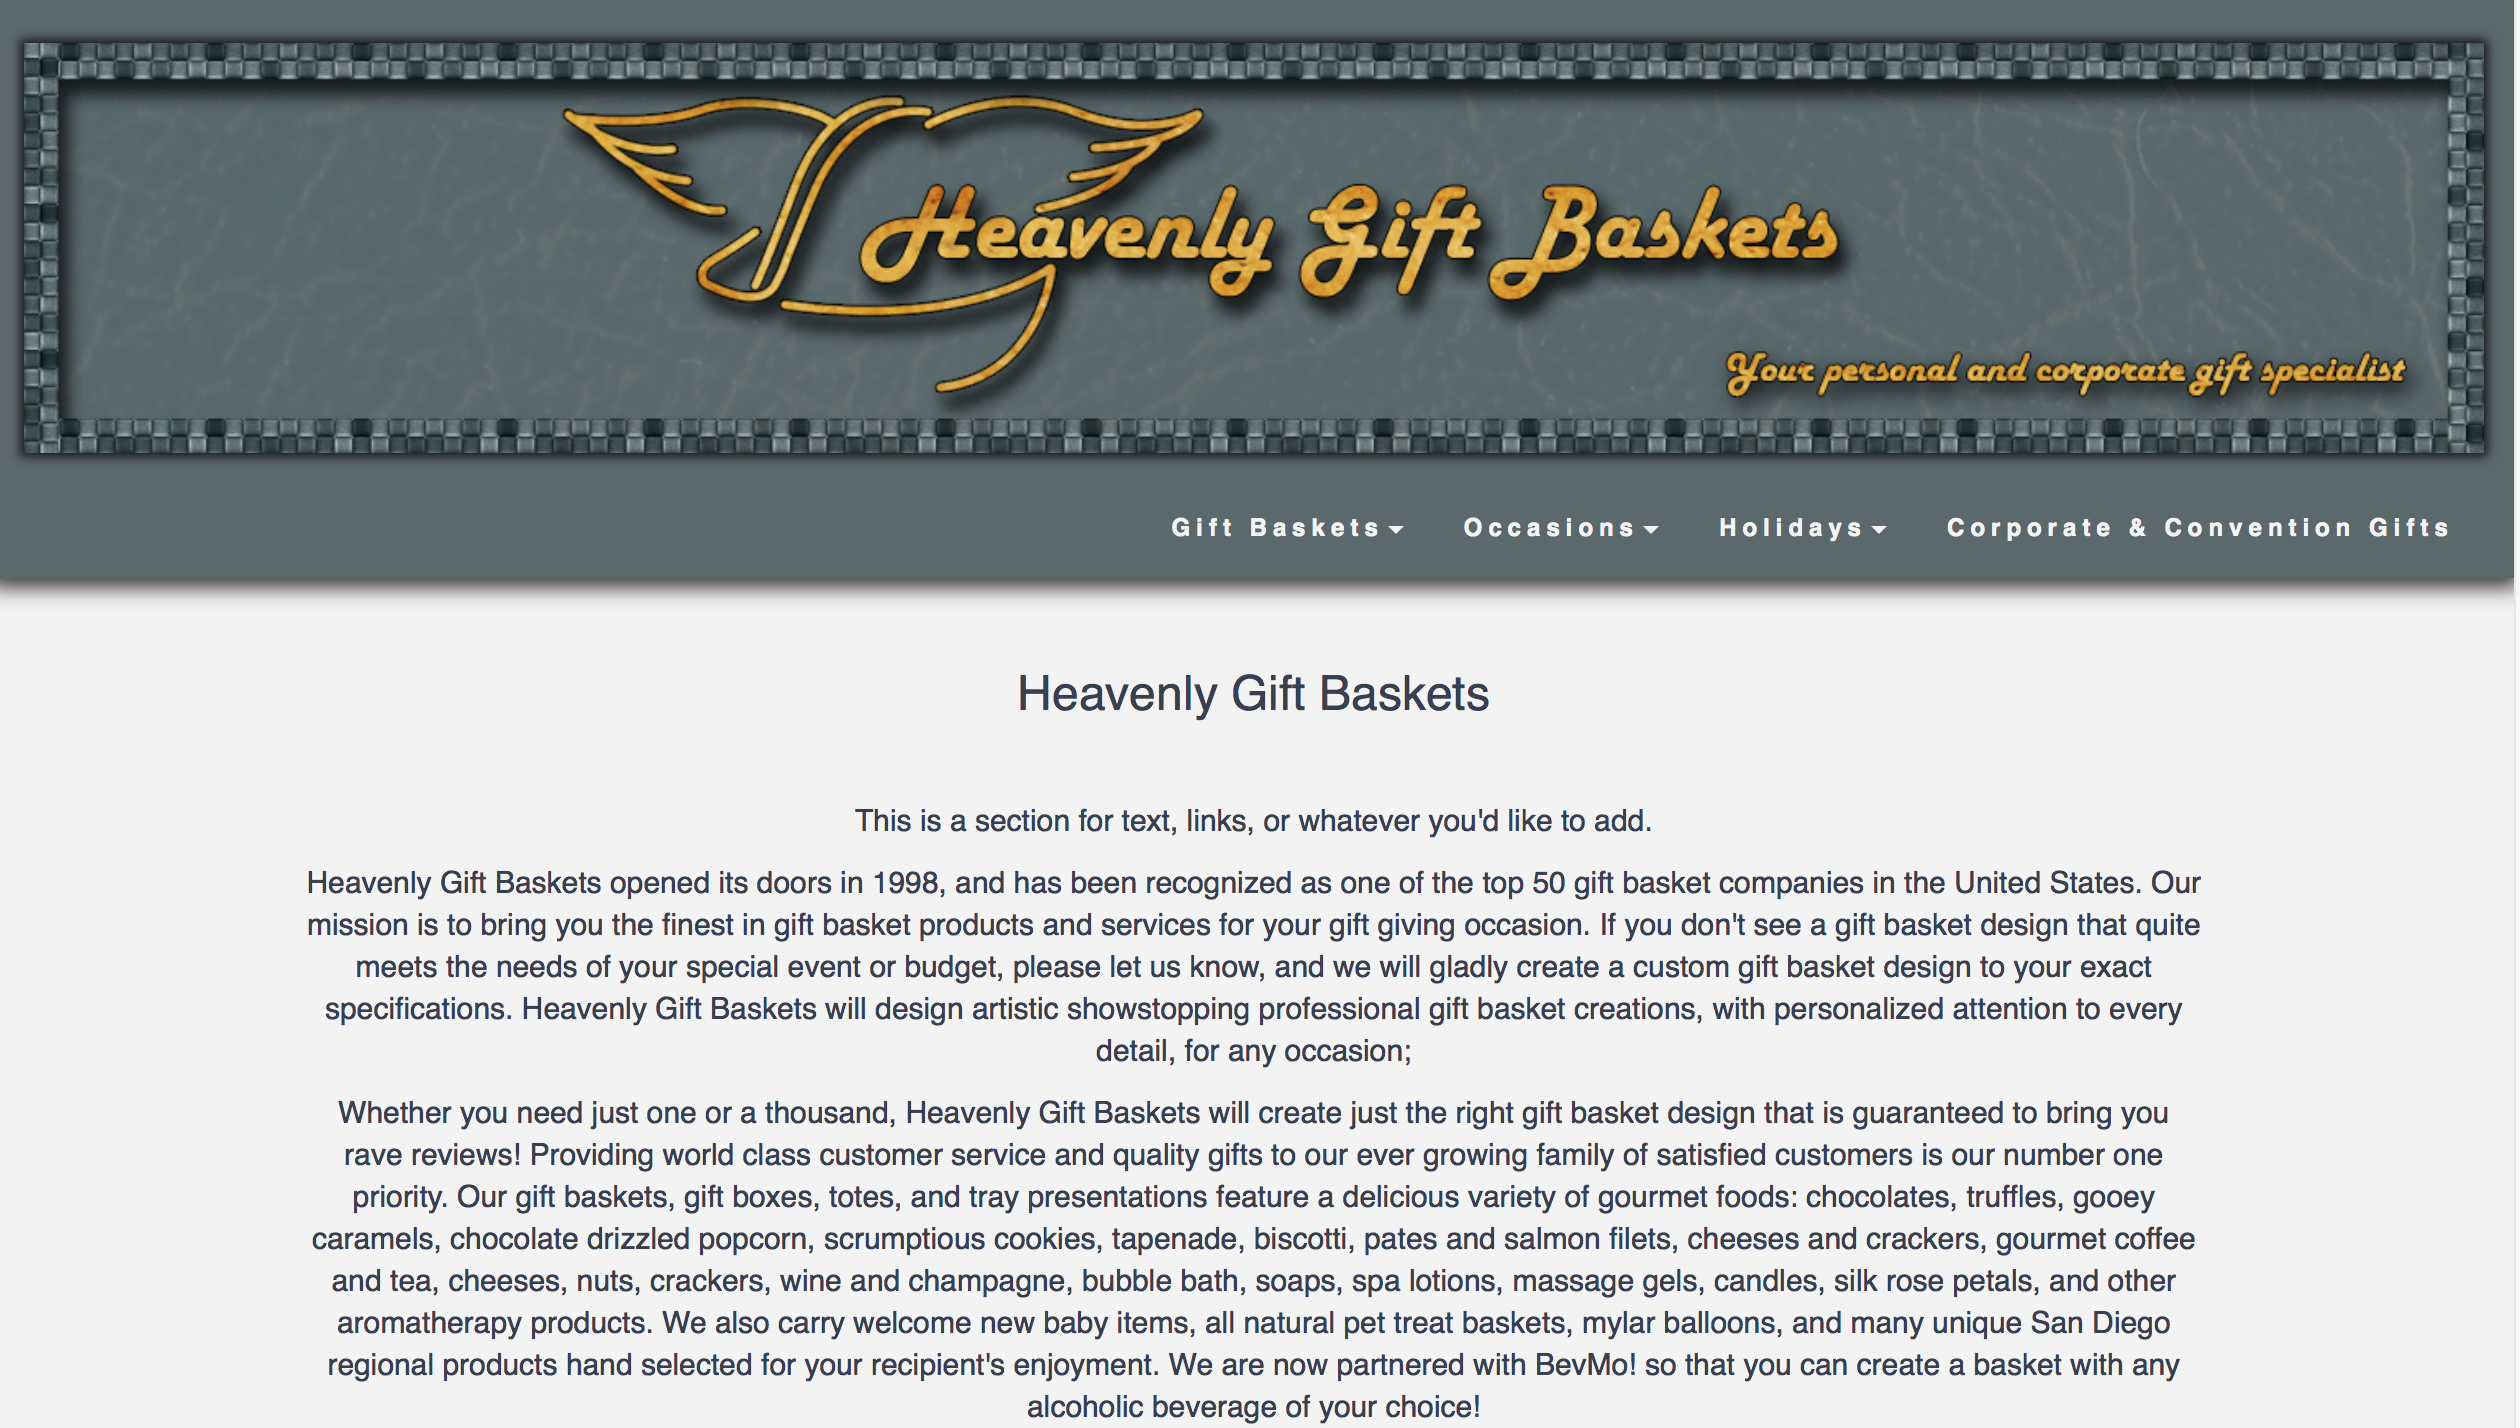 Heavenly Gift Baskets
Your personal and corporate gift specialist
Gift Baskets Occasions Holidays Corporate & Convention Gifts
Heavenly Gift Baskets
This is a section for text, links, or whatever you'd like to add.
Heavenly Gift Baskets opened its doors in 1998, and has been recognized as one of the top 50 gift basket companies in the United States. Our
mission is to bring you the finest in gift basket products and services for your gift giving occasion. If you don't see a gift basket design that quite
meets the needs of your special event or budget, please let us know, and we will gladly create a custom gift basket design to your exact
specifications. Heavenly Gift Baskets will design artistic showstopping professional gift basket creations, with personalized attention to every
detail, for any occasion;
Whether you need just one or a thousand, Heavenly Gift Baskets will create just the right gift basket design that is guaranteed to bring you
rave reviews! Providing world class customer service and quality gifts to our ever growing family of satisfied customers is our number one
priority. Our gift baskets, gift boxes, totes, and tray presentations feature a delicious variety of gourmet foods: chocolates, truffles, gooey
caramels, chocolate drizzled popcorn, scrumptious cookies, tapenade, biscotti, pates and salmon filets, cheeses and crackers, gourmet coffee
and tea, cheeses, nuts, crackers, wine and champagne, bubble bath, soaps, spa lotions, massage gels, candles, silk rose petals, and other
aromatherapy products. We also carry welcome new baby items, all natural pet treat baskets, mylar balloons, and many unique San Diego
regional products hand selected for your recipient's enjoyment. We are now partnered with BevMo! so that you can create a basket with any
alcoholic beverage of your choice!